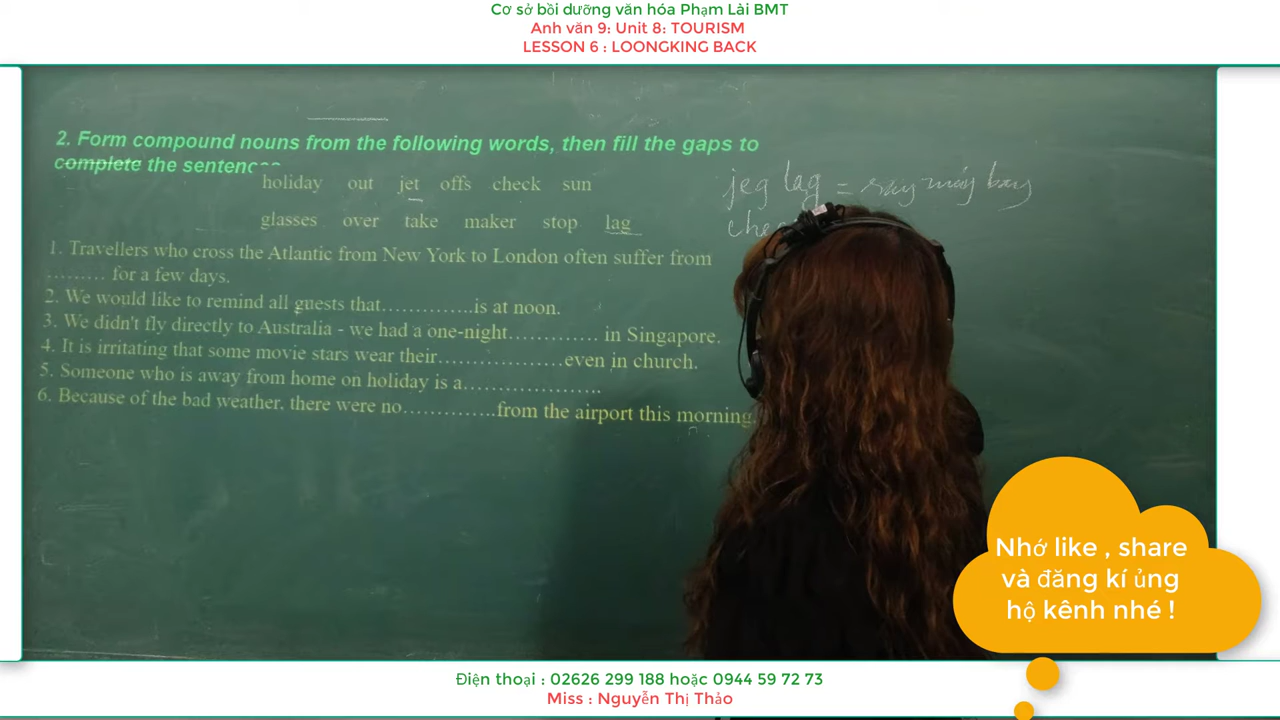 Cơ sở bồi dưỡng văn hóa Phạm Lài BMT
Anh văn 9: Unit 8: TOURISM
LESSON 6 : LOONGKING BACK
2. Form compound nouns from the following words, then fill the gaps to
complete the sentences
holiday out jet offs check sun
glasses over take maker stop lag
1. Travellers who cross the Atlantic from New York to London often suffer from
……… for a few days.
2. We would like to remind all guests that…………..is at noon.
3. We didn't fly directly to Australia - we had a one-night…………. in Singapore.
4. It is irritating that some movie stars wear their………………even in church.
5. Someone who is away from home on holiday is a………………..
6. Because of the bad weather, there were no…………..from the airport this morning.
jeg lag = say máy bay
che
Nhớ like , share
và đăng kí ủng
hộ kênh nhé !
Điện thoại : 02626 299 188 hoặc 0944 59 72 73
Miss : Nguyễn Thị Thảo